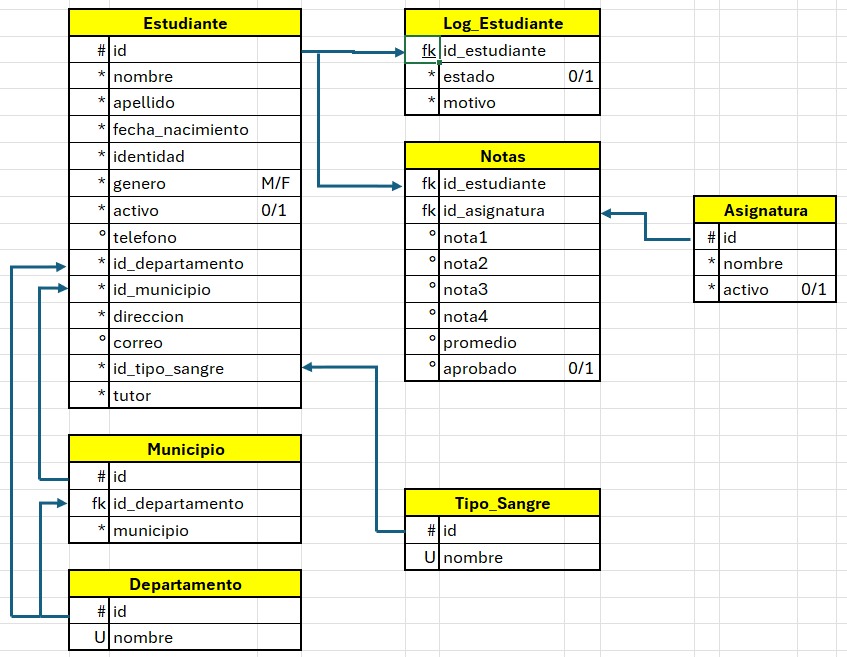 Estudiante
# id
* nombre
* apellido
* fecha_nacimiento
* identidad
* genero M/F
* activo 0/1
° telefono
* id_departamento
* id_municipio
* direccion
° correo
* id_tipo_sangre
* tutor
Log_Estudiante
fk id_estudiante
* estado 0/1
* motivo
Notas
fk id_estudiante
fk id_asignatura
° nota1
° nota2
° nota3
° nota4
° promedio
° aprobado 0/1
Asignatura
# id
* nombre
* activo 0/1
Municipio
# id
fk id_departamento
* municipio
Tipo_Sangre
# id
U nombre
Departamento
# id
U nombre